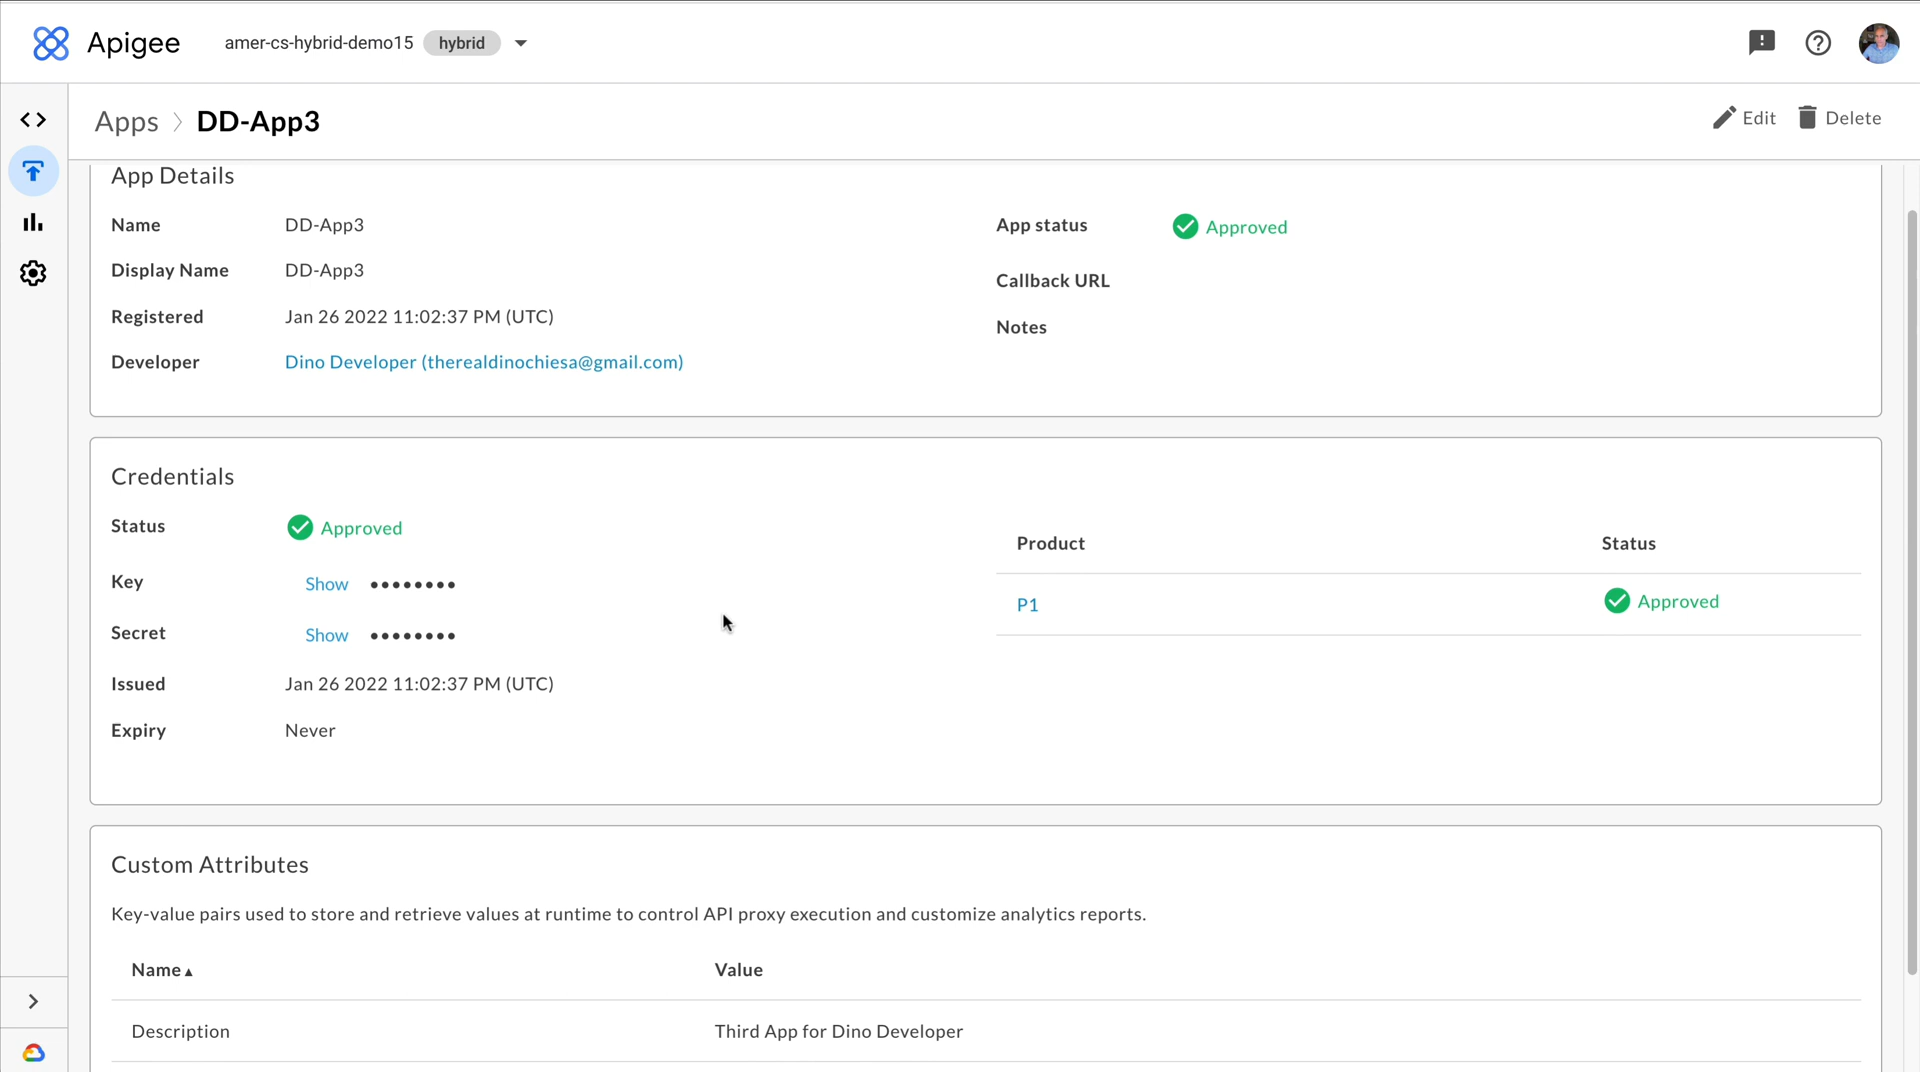 Apigee
amer-cs-hybrid-demo15 hybrid
Apps > DD-App3
Edit Delete
App Details
Name DD-App3
App status Approved
Display Name DD-App3
Callback URL
Registered Jan 26 2022 11:02:37 PM (UTC)
Notes
Developer Dino Developer (therealdinochiesa@gmail.com)
Credentials
Status Approved
Product Status
Key Show ••••••••
P1 Approved
Secret Show ••••••••
Issued Jan 26 2022 11:02:37 PM (UTC)
Expiry Never
Custom Attributes
Key-value pairs used to store and retrieve values at runtime to control API proxy execution and customize analytics reports.
Name▲ Value
Description Third App for Dino Developer